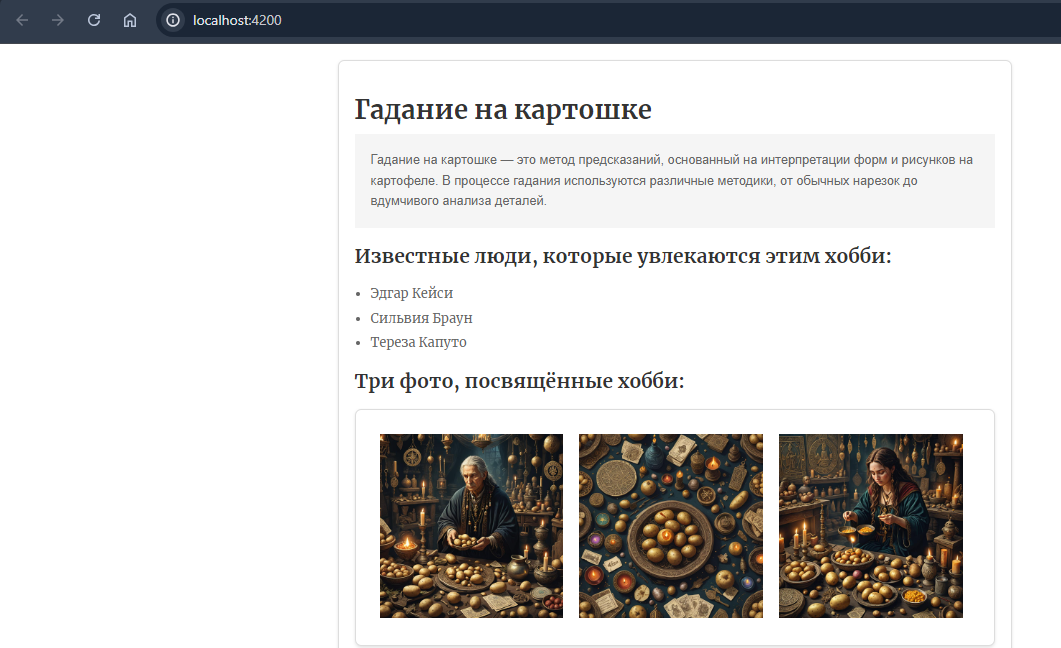 localhost:4200
Гадание на картошке
Гадание на картошке — это метод предсказаний, основанный на интерпретации форм и рисунков на
картофеле. В процессе гадания используются различные методики, от обычных нарезок до
вдумчивого анализа деталей.
Известные люди, которые увлекаются этим хобби:
• Эдгар Кейси
• Сильвия Браун
• Тереза Капуто
Три фото, посвящённые хобби: